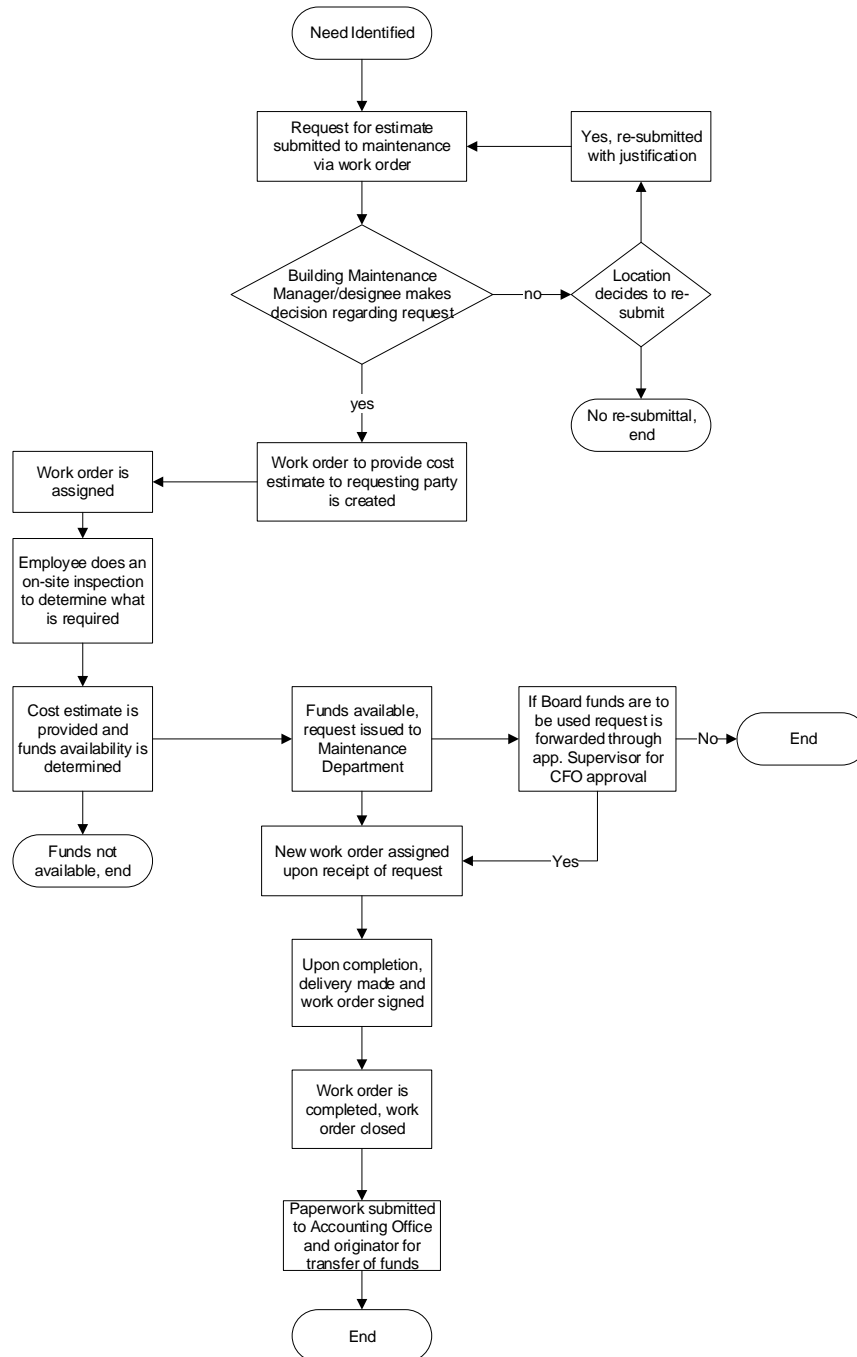 Need Identified
Request for estimate
submitted to maintenance
via work order
Yes, re-submitted
with justification
Building Maintenance
Manager/designee makes
decision regarding request
no
Location
decides to re-
submit
yes
No re-submittal,
end
Work order is
assigned
Work order to provide cost
estimate to requesting party
is created
Employee does an
on-site inspection
to determine what
is required
Cost estimate is
provided and
funds availability is
determined
Funds available,
request issued to
Maintenance
Department
If Board funds are to
be used request is
forwarded through
app. Supervisor for
CFO approval
No
End
Funds not
available, end
New work order assigned
upon receipt of request
Yes
Upon completion,
delivery made and
work order signed
Work order is
completed, work
order closed
Paperwork submitted
to Accounting Office
and originator for
transfer of funds
End